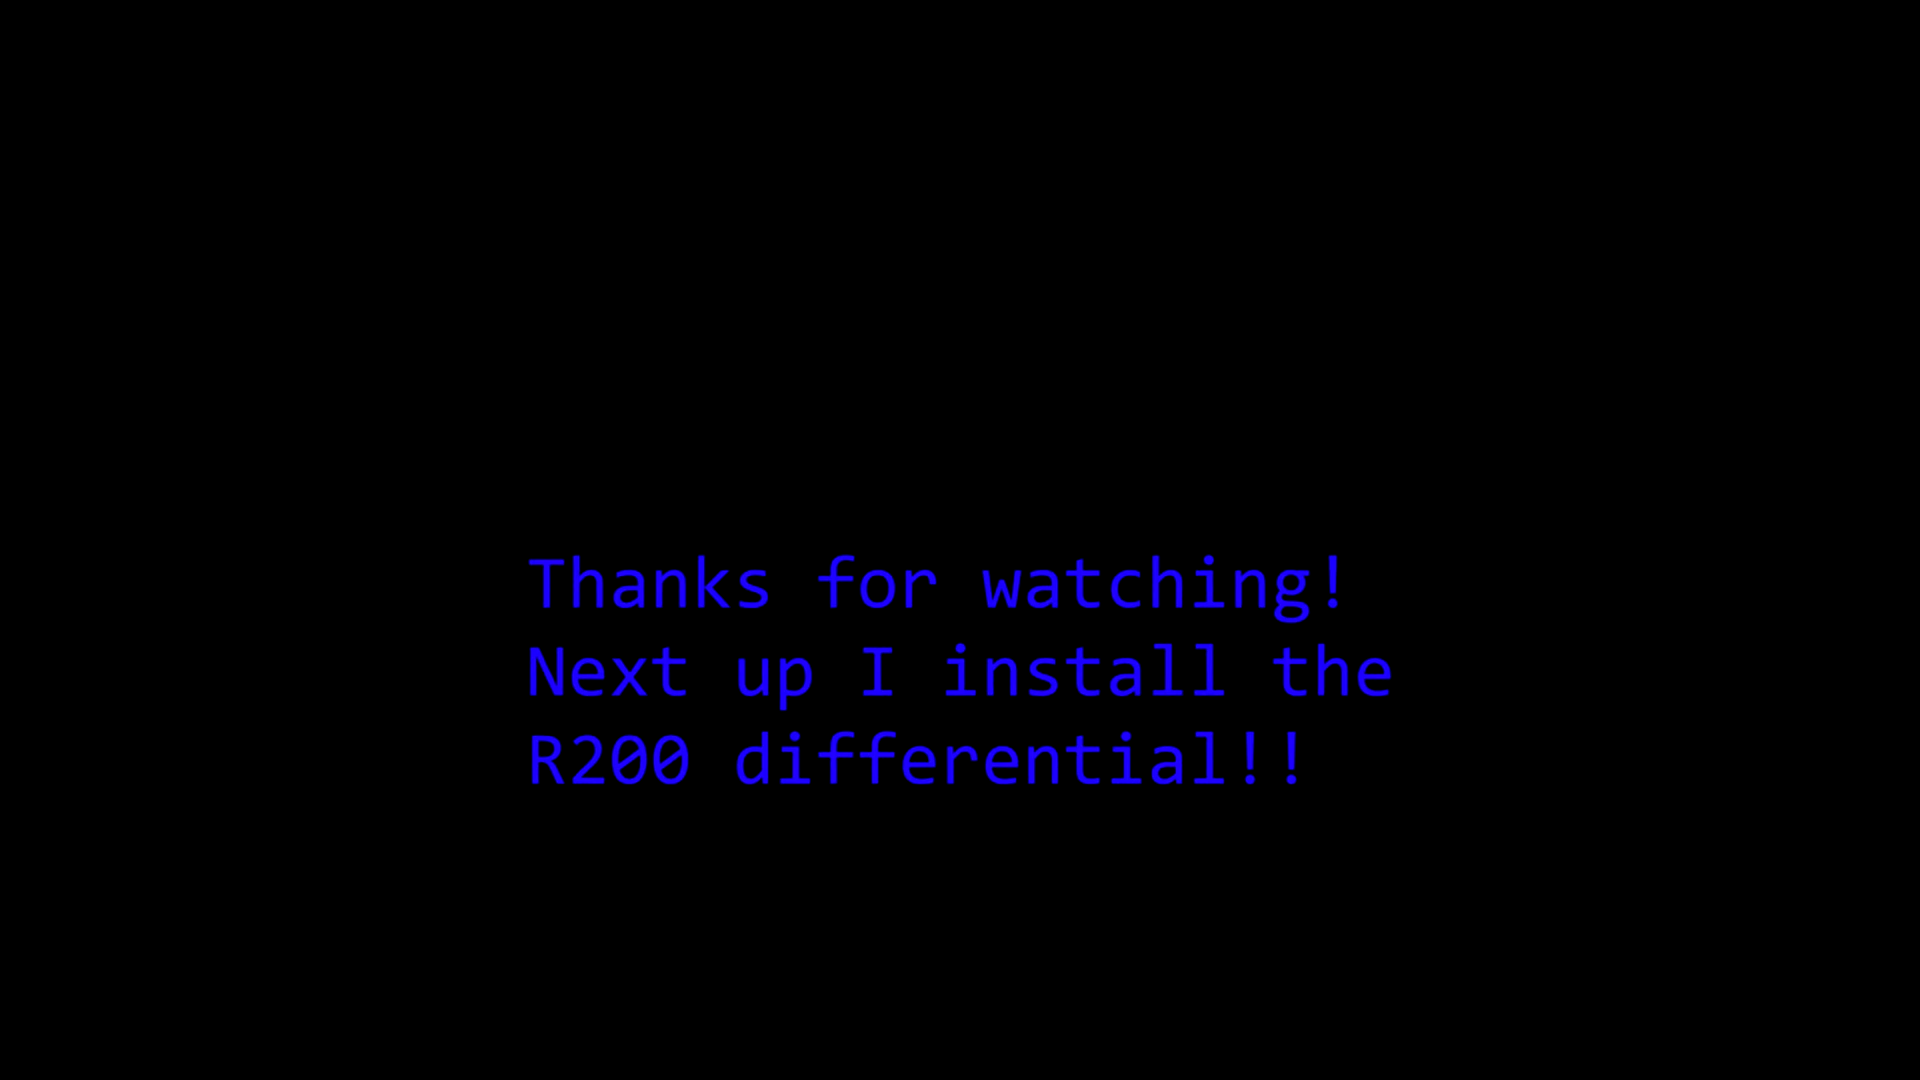 Thanks for watching!
Next up I install the
R200 differential!!